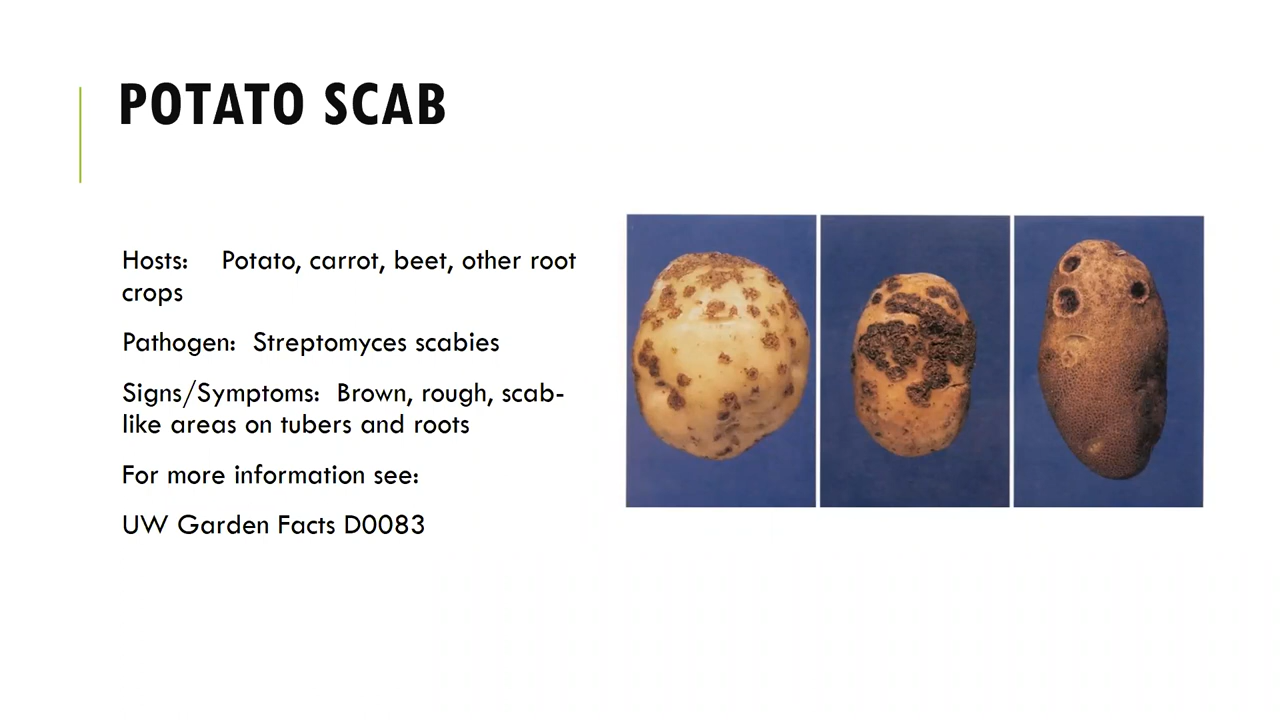 POTATO SCAB
Hosts: Potato, carrot, beet, other root
crops
Pathogen: Streptomyces scabies
Signs/Symptoms: Brown, rough, scab-
like areas on tubers and roots
For more information see:
UW Garden Facts D0083